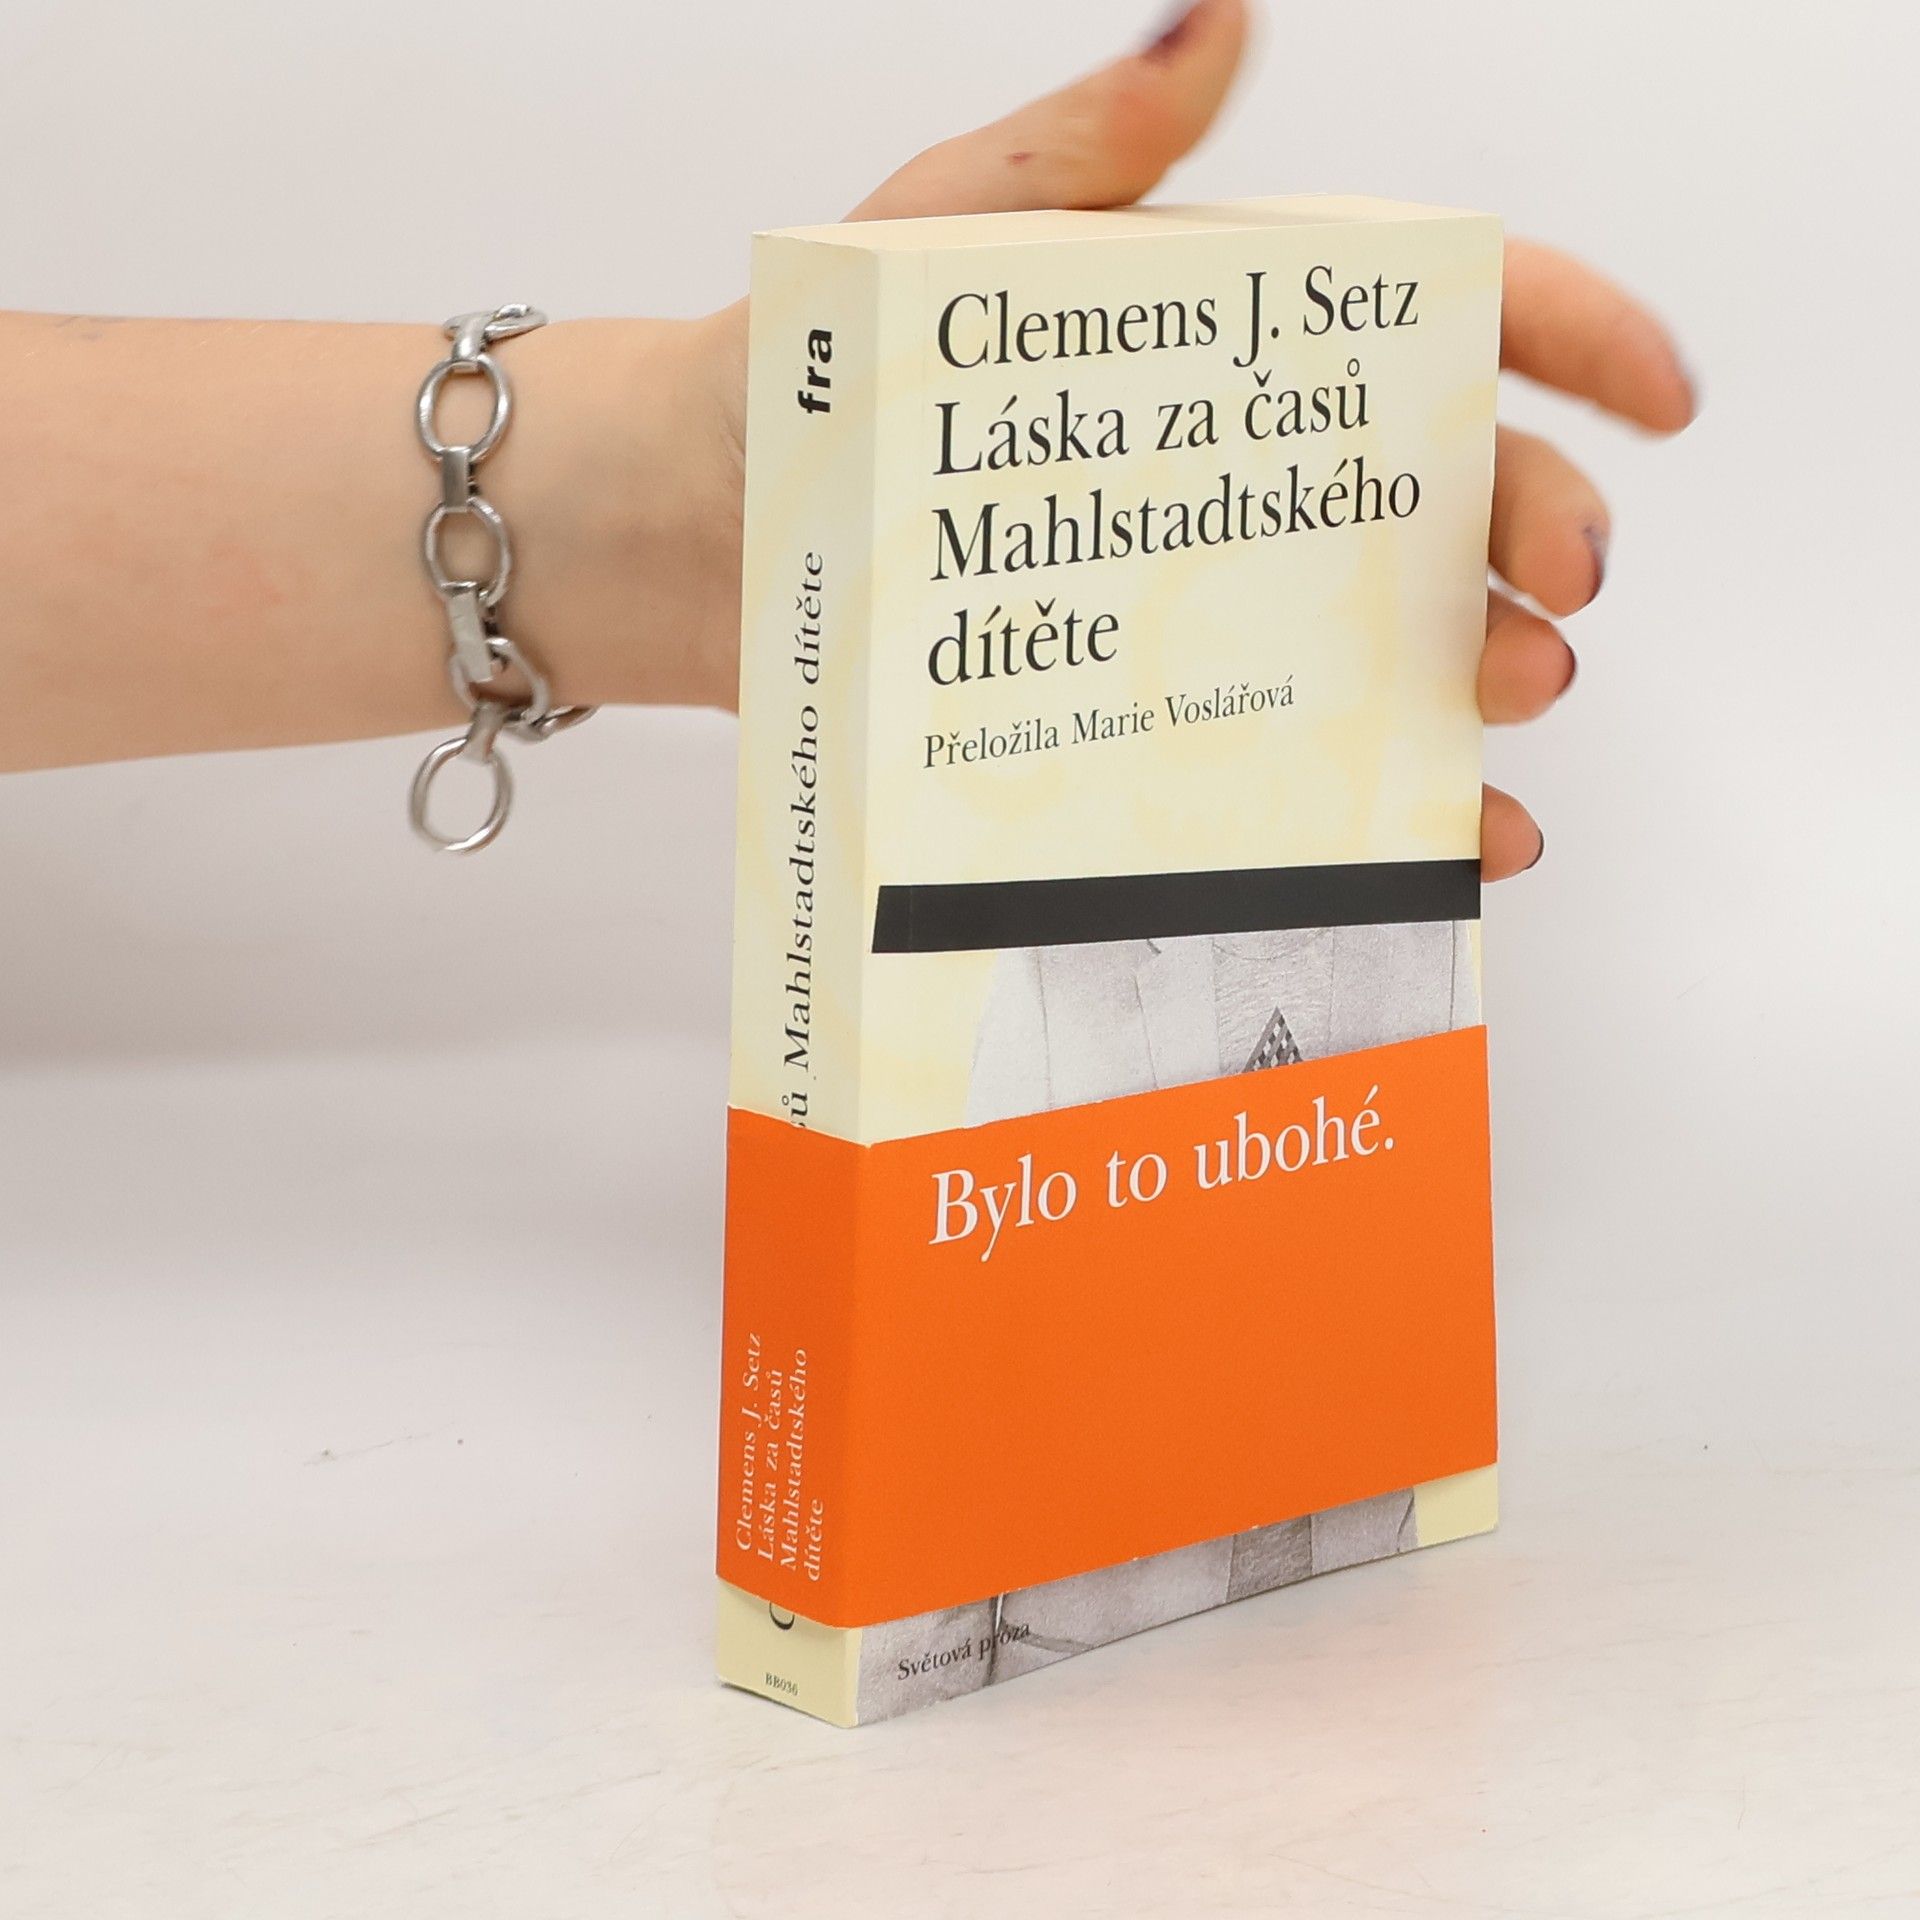 Clemens J. Setz
Láska za časů
Mahlstadtského
dítěte
Přeložila Marie Voslářová
Bylo to ubohé.
Světová próza
fra
Mahlstadtského dítěte
Clemens J. Setz
Láska za časů
Mahlstadtského
dítěte
BB036